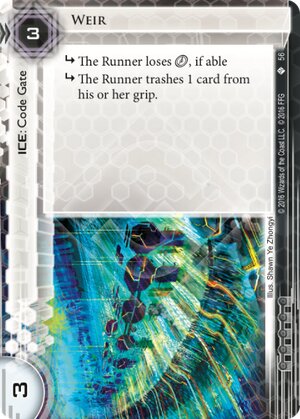 3
WEIR
↳ The Runner loses 🕒, if able
↳ The Runner trashes 1 card from
his or her grip.
ICE: Code Gate
56
© 2016 Wizards of the Coast LLC. © 2016 FFG
Illus. Shawn Ye Zhongyi
3